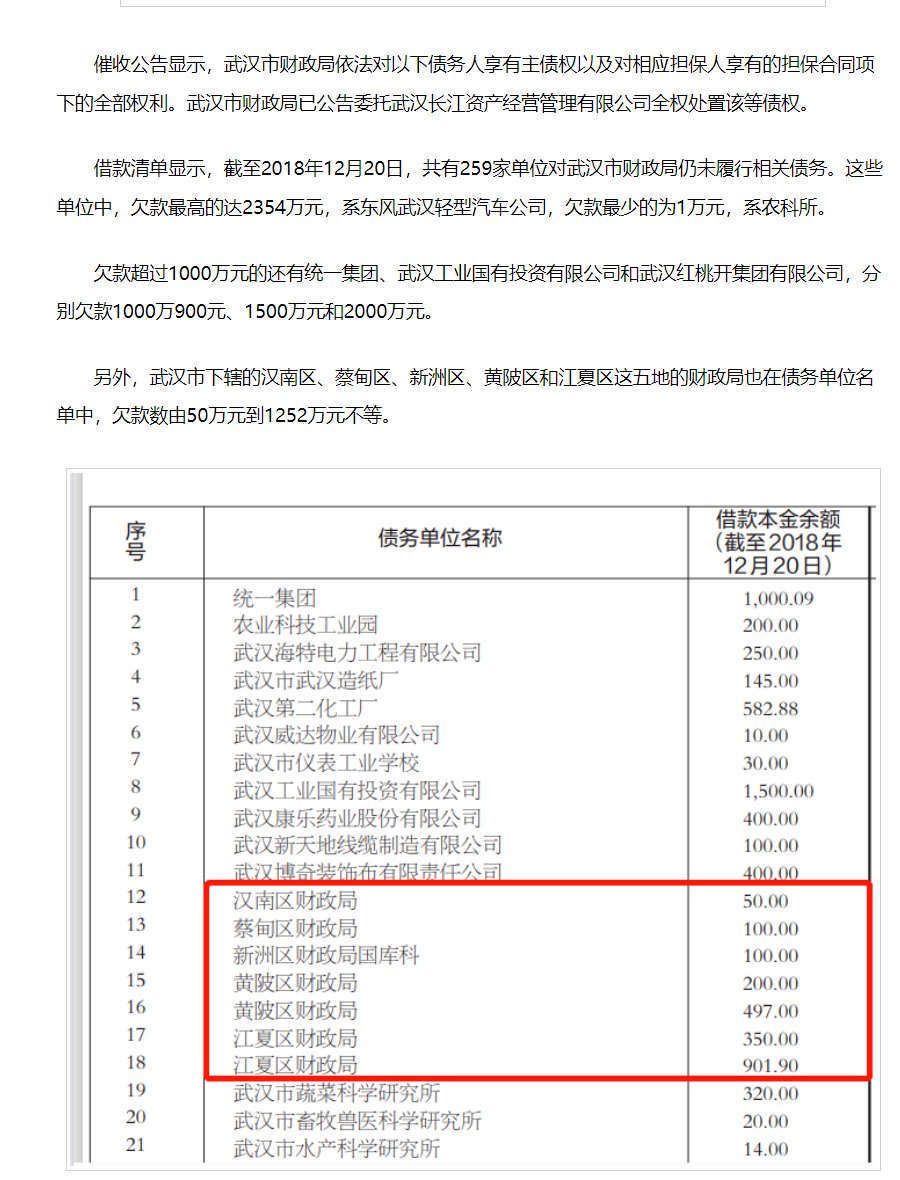 催收公告显示，武汉市财政局依法对以下债务人享有主债权以及对相应担保人享有的担保合同项
下的全部权利。武汉市财政局已公告委托武汉长江资产经营管理有限公司全权处置该等债权。
借款清单显示，截至2018年12月20日，共有259家单位对武汉市财政局仍未履行相关债务。这些
单位中，欠款最高的达2354万元，系东风武汉轻型汽车公司，欠款最少的为1万元，系农科所。
欠款超过1000万元的还有统一集团、武汉工业国有投资有限公司和武汉红桃开集团有限公司，分
别欠款1000万900元、1500万元和2000万元。
另外，武汉市下辖的汉南区、蔡甸区、新洲区、黄陂区和江夏区这五地的财政局也在债务单位名
单中，欠款数由50万元到1252万元不等。
序号 债务单位名称 借款本金余额（截至2018年12月20日）
1 统一集团 1,000.09
2 农业科技工业园 200.00
3 武汉海特电力工程有限公司 250.00
4 武汉市武汉造纸厂 145.00
5 武汉第二化工厂 582.88
6 武汉威达物业有限公司 10.00
7 武汉市仪表工业学校 30.00
8 武汉工业国有投资有限公司 1,500.00
9 武汉康乐药业股份有限公司 400.00
10 武汉新天地线缆制造有限公司 100.00
11 武汉博奇装饰布有限责任公司 400.00
12 汉南区财政局 50.00
13 蔡甸区财政局 100.00
14 新洲区财政局国库科 100.00
15 黄陂区财政局 200.00
16 黄陂区财政局 497.00
17 江夏区财政局 350.00
18 江夏区财政局 901.90
19 武汉市蔬菜科学研究所 320.00
20 武汉市畜牧兽医科学研究所 20.00
21 武汉市水产科学研究所 14.00